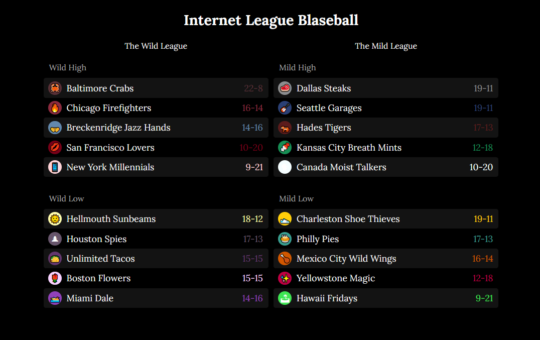 Internet League Blaseball
The Wild League
Wild High
Baltimore Crabs 22-8
Chicago Firefighters 16-14
Breckenridge Jazz Hands 14-16
San Francisco Lovers 10-20
New York Millennials 9-21
Wild Low
Hellmouth Sunbeams 18-12
Houston Spies 17-13
Unlimited Tacos 15-15
Boston Flowers 15-15
Miami Dale 14-16
The Mild League
Mild High
Dallas Steaks 19-11
Seattle Garages 19-11
Hades Tigers 17-13
Kansas City Breath Mints 12-18
Canada Moist Talkers 10-20
Mild Low
Charleston Shoe Thieves 19-11
Philly Pies 17-13
Mexico City Wild Wings 16-14
Yellowstone Magic 12-18
Hawaii Fridays 9-21